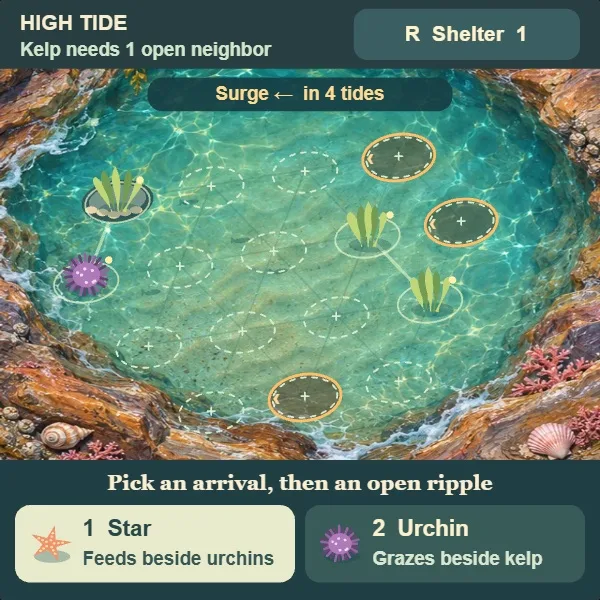 HIGH TIDE
Kelp needs 1 open neighbor
R Shelter 1
Surge ← in 4 tides
Pick an arrival, then an open ripple
1 Star
Feeds beside urchins
2 Urchin
Grazes beside kelp